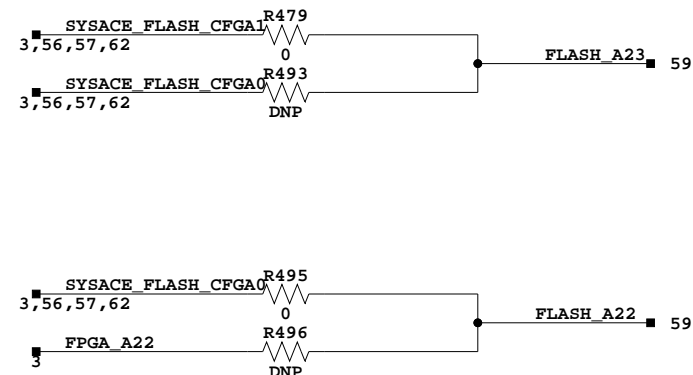 SYSACE_FLASH_CFGA1 R479
3,56,57,62
0
FLASH_A23 59
SYSACE_FLASH_CFGA0 R493
3,56,57,62
DNP
SYSACE_FLASH_CFGA0 R495
3,56,57,62
0
FLASH_A22 59
FPGA_A22 R496
3
DNP